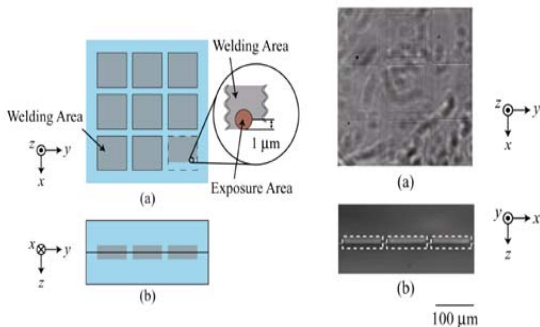 Welding Area
Welding Area
1 µm
Exposure Area
z
y
x
(a)
x
y
z
(b)
z
y
x
(a)
y
x
z
(b)
100 µm